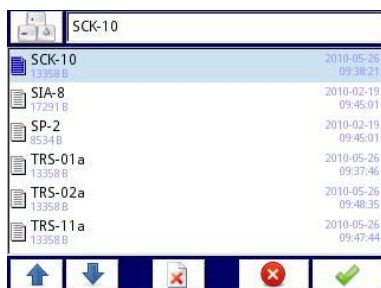 SCK-10
SCK-10
2010-05-26
13358 B
09:38:21
SIA-8
2010-02-19
17291 B
09:45:01
SP-2
2010-02-19
8534 B
09:45:01
TRS-01a
2010-05-26
13358 B
09:37:46
TRS-02a
2010-05-26
13358 B
09:48:35
TRS-11a
2010-05-26
13358 B
09:47:44